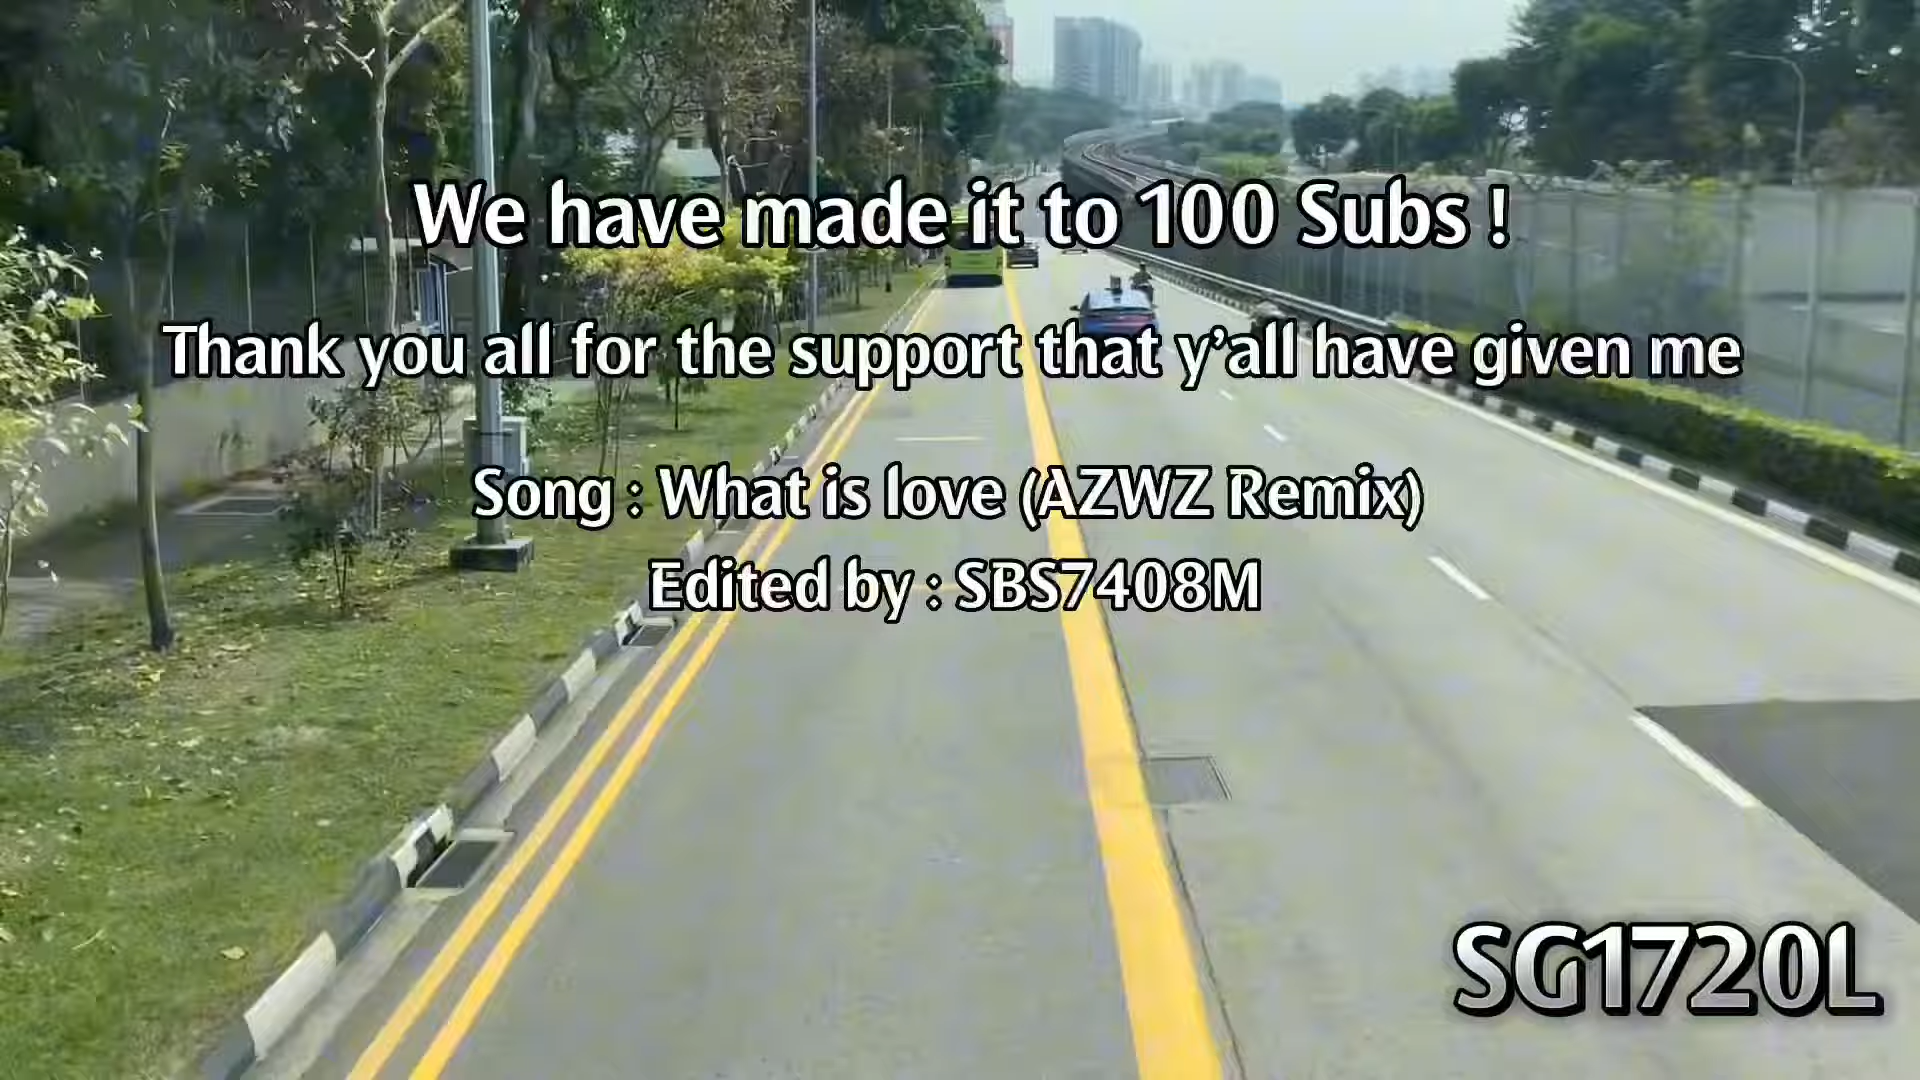 We have made it to 100 Subs !
Thank you all for the support that y'all have given me
Song : What is love (AZWZ Remix)
Edited by : SBS7408M
SG1720L